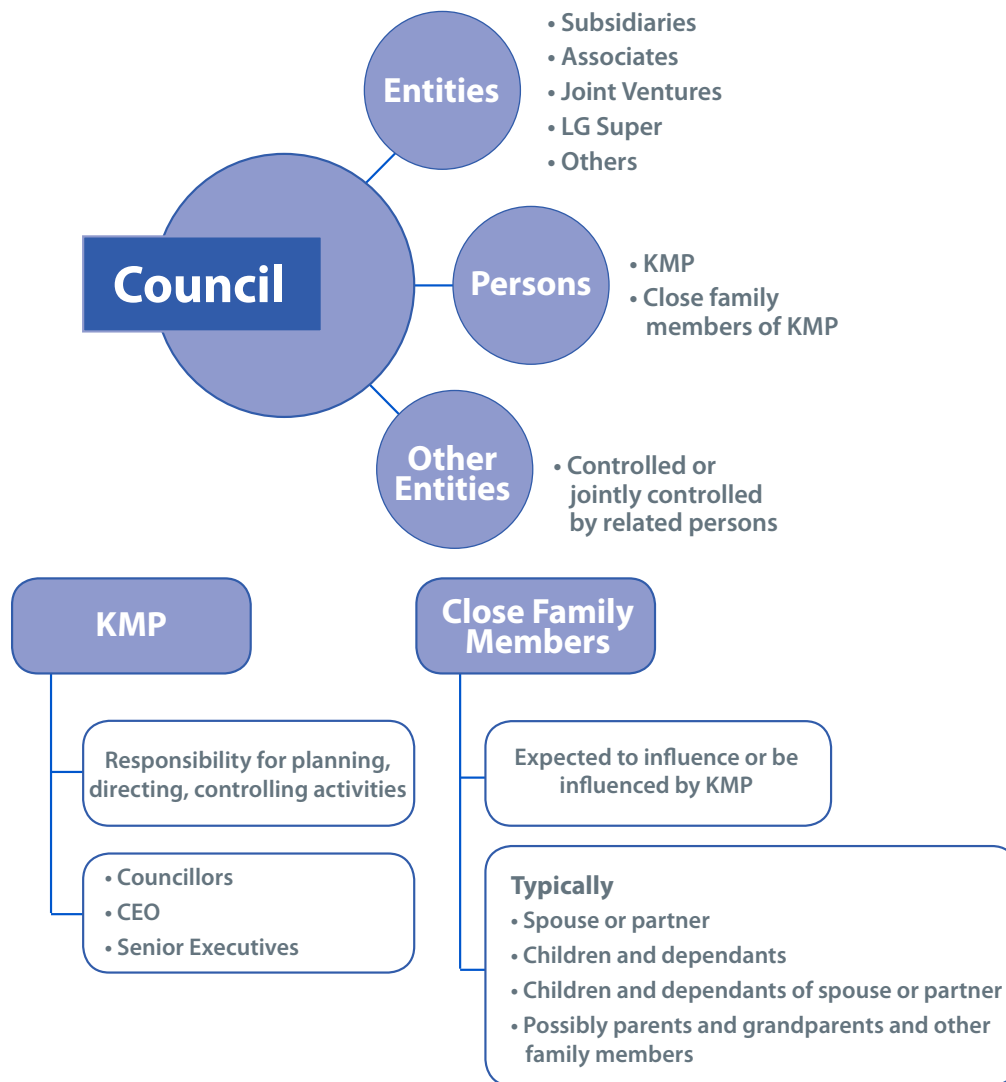 Entities
• Subsidiaries
• Associates
• Joint Ventures
• LG Super
• Others
Council
Persons
• KMP
• Close family
members of KMP
Other
Entities
• Controlled or
jointly controlled
by related persons
KMP
Responsibility for planning,
directing, controlling activities
• Councillors
• CEO
• Senior Executives
Close Family
Members
Expected to influence or be
influenced by KMP
Typically
• Spouse or partner
• Children and dependants
• Children and dependants of spouse or partner
• Possibly parents and grandparents and other
family members